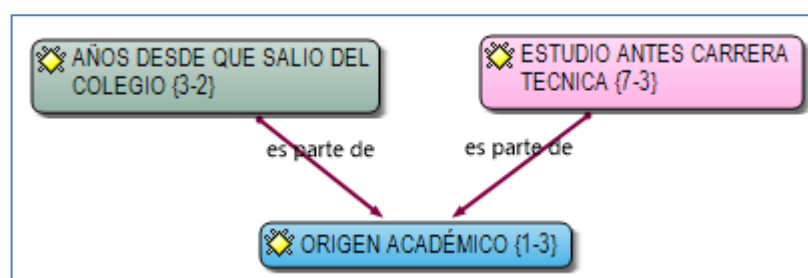 AÑOS DESDE QUE SALIO DEL
COLEGIO {3-2}
ESTUDIO ANTES CARRERA
TECNICA {7-3}
es parte de
es parte de
ORIGEN ACADÉMICO {1-3}